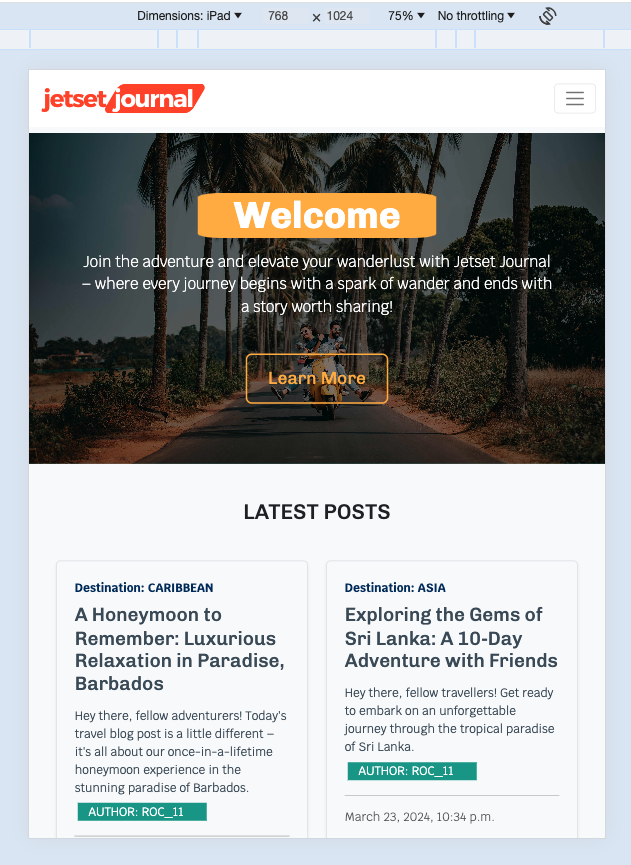 Dimensions: iPad ▼ 768 × 1024 75% ▼ No throttling ▼
jetset journal
Welcome
Join the adventure and elevate your wanderlust with Jetset Journal
– where every journey begins with a spark of wander and ends with
a story worth sharing!
Learn More
LATEST POSTS
Destination: CARIBBEAN
A Honeymoon to
Remember: Luxurious
Relaxation in Paradise,
Barbados
Hey there, fellow adventurers! Today's
travel blog post is a little different –
it's all about our once-in-a-lifetime
honeymoon experience in the
stunning paradise of Barbados.
AUTHOR: ROC_11
Destination: ASIA
Exploring the Gems of
Sri Lanka: A 10-Day
Adventure with Friends
Hey there, fellow travellers! Get ready
to embark on an unforgettable
journey through the tropical paradise
of Sri Lanka.
AUTHOR: ROC_11
March 23, 2024, 10:34 p.m.